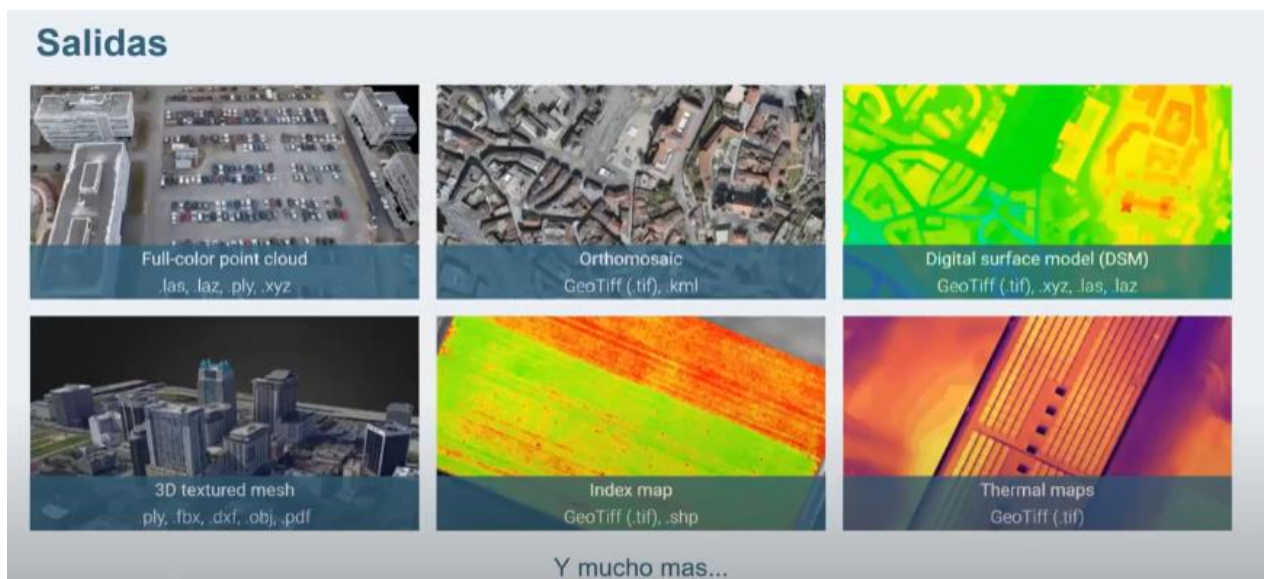 Salidas
Full-color point cloud
.las, .laz, .ply, .xyz
Orthomosaic
GeoTiff (.tif), .kml
Digital surface model (DSM)
GeoTiff (.tif), .xyz, .las, .laz
3D textured mesh
.ply, .fbx, .dxf, .obj, .pdf
Index map
GeoTiff (.tif), .shp
Thermal maps
GeoTiff (.tif)
Y mucho mas...